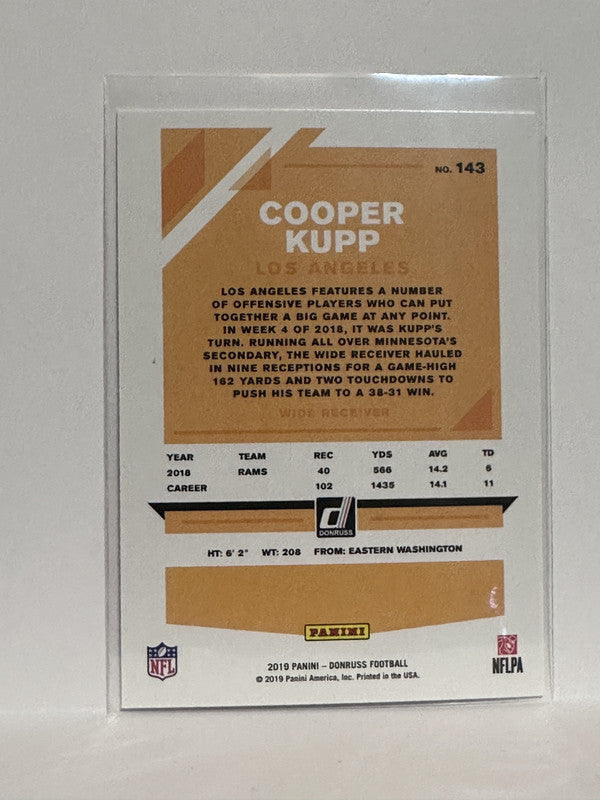 NO. 143
COOPER
KUPP
LOS ANGELES
LOS ANGELES FEATURES A NUMBER
OF OFFENSIVE PLAYERS WHO CAN PUT
TOGETHER A BIG GAME AT ANY POINT.
IN WEEK 4 OF 2018, IT WAS KUPP'S
TURN. RUNNING ALL OVER MINNESOTA'S
SECONDARY, THE WIDE RECEIVER HAULED
IN NINE RECEPTIONS FOR A GAME-HIGH
162 YARDS AND TWO TOUCHDOWNS TO
PUSH HIS TEAM TO A 38-31 WIN.
WIDE RECEIVER
YEAR TEAM REC YDS AVG TD
2018 RAMS 40 566 14.2 6
CAREER 102 1435 14.1 11
d
DONRUSS
HT: 6' 2" WT: 208 FROM: EASTERN WASHINGTON
PANINI
NFL
NFLPA
2019 PANINI – DONRUSS FOOTBALL
© 2019 Panini America, Inc. Printed in the USA.